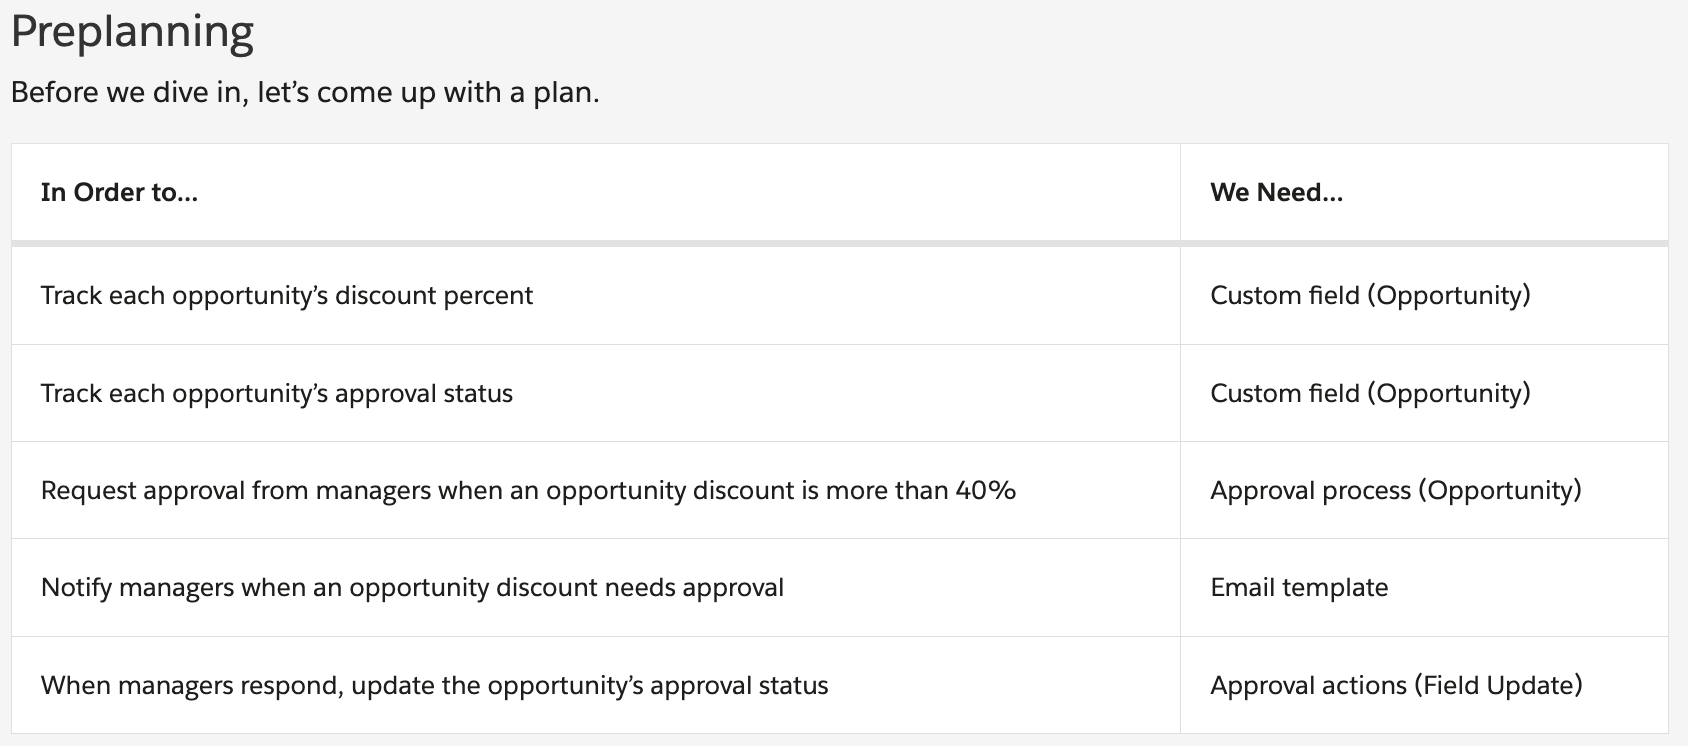 Preplanning
Before we dive in, let’s come up with a plan.
In Order to...
We Need...
Track each opportunity’s discount percent
Custom field (Opportunity)
Track each opportunity’s approval status
Custom field (Opportunity)
Request approval from managers when an opportunity discount is more than 40%
Approval process (Opportunity)
Notify managers when an opportunity discount needs approval
Email template
When managers respond, update the opportunity’s approval status
Approval actions (Field Update)